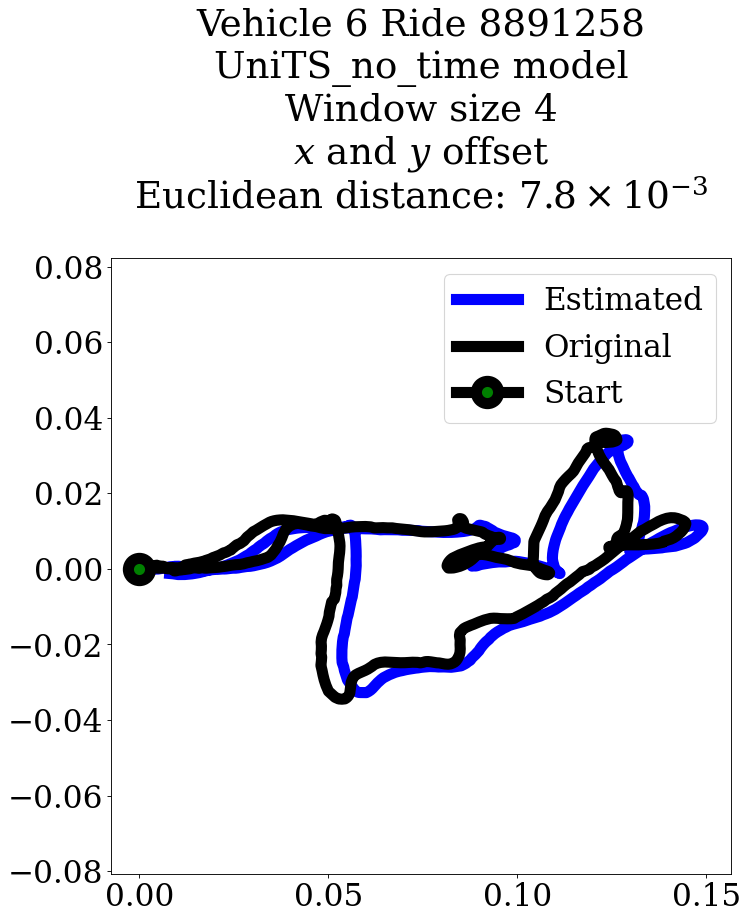 Vehicle 6 Ride 8891258
UniTS_no_time model
Window size 4
x and y offset
Euclidean distance: 7.8 × 10⁻³
Estimated
Original
Start
0.08
0.06
0.04
0.02
0.00
−0.02
−0.04
−0.06
−0.08
0.00 0.05 0.10 0.15